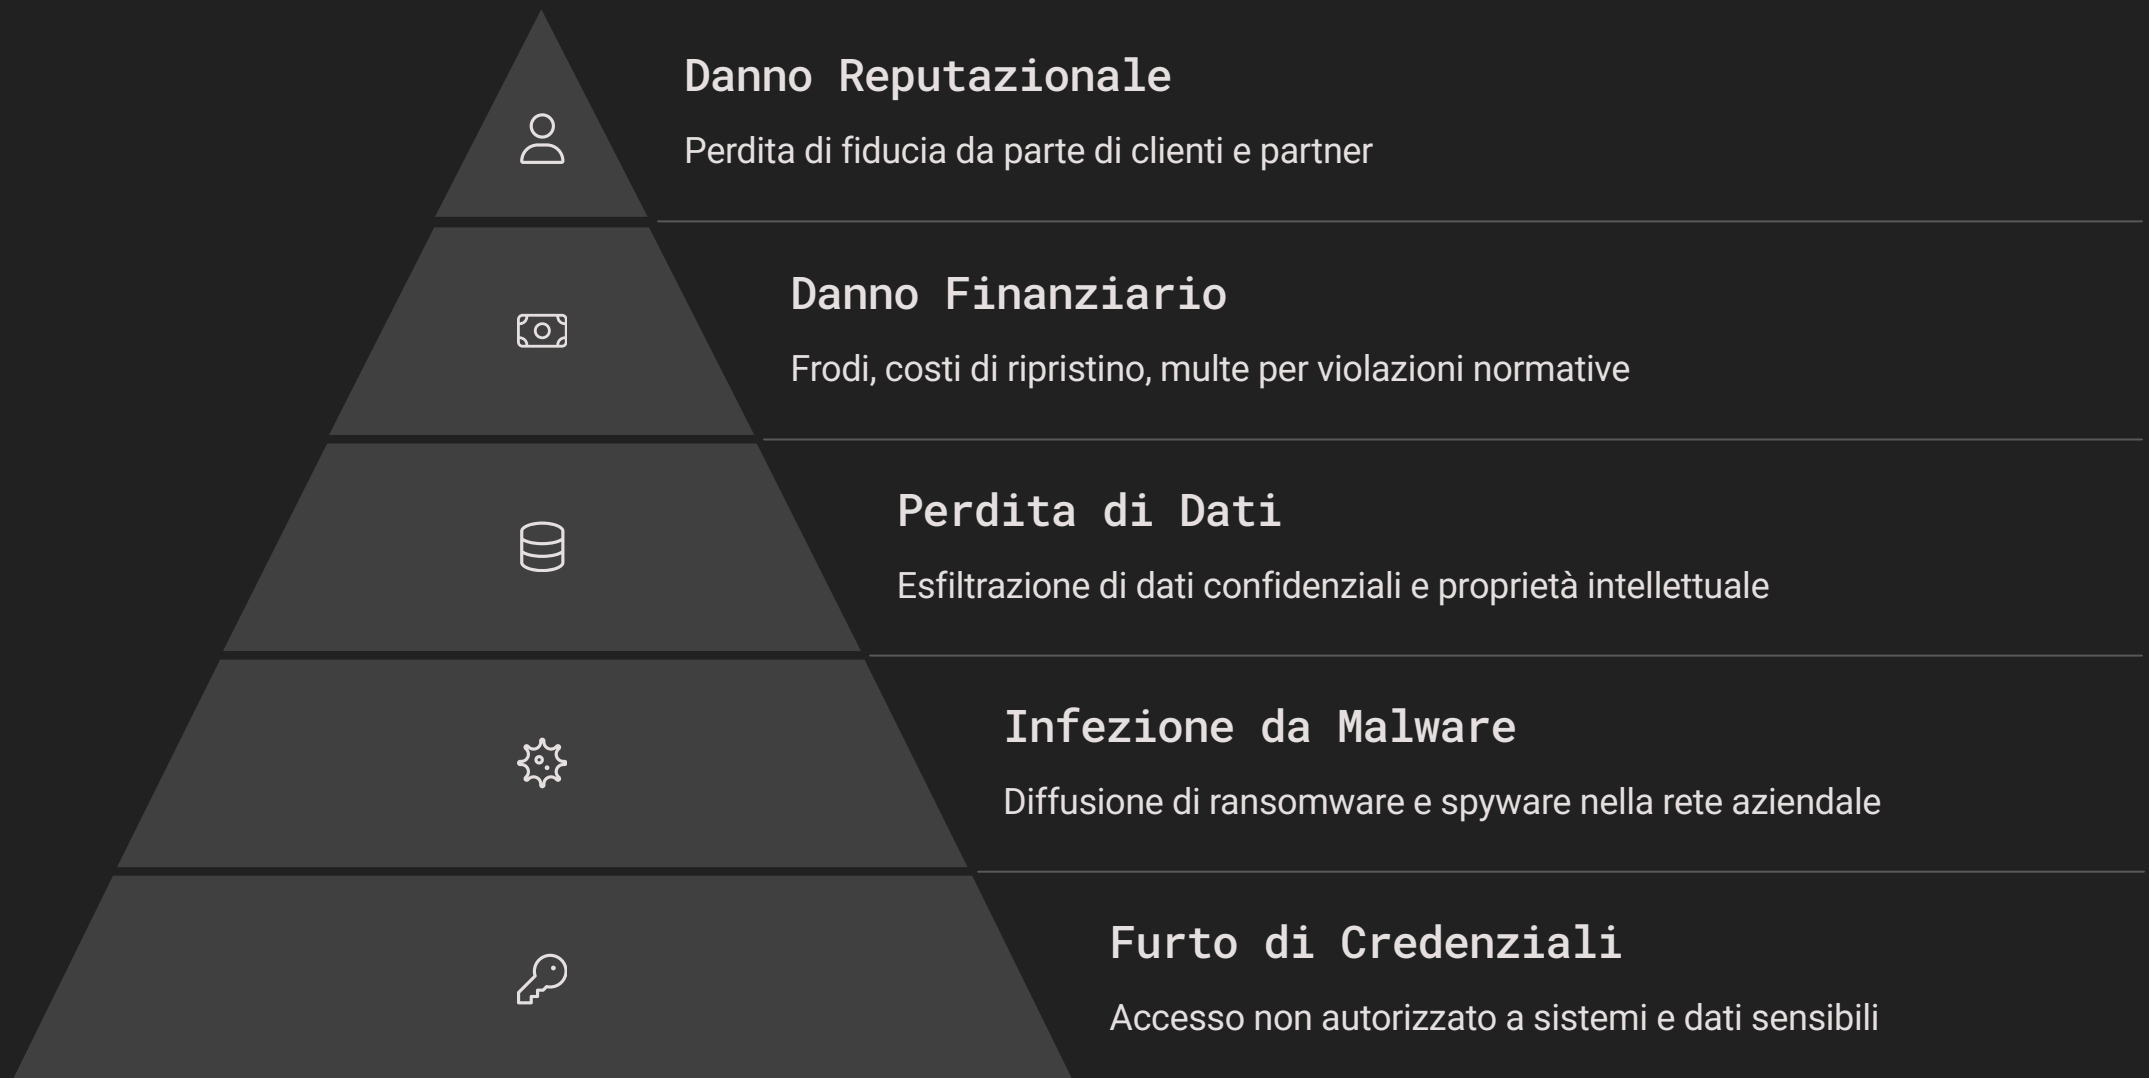 Danno Reputazionale
Perdita di fiducia da parte di clienti e partner
Danno Finanziario
Frodi, costi di ripristino, multe per violazioni normative
Perdita di Dati
Esfiltrazione di dati confidenziali e proprietà intellettuale
Infezione da Malware
Diffusione di ransomware e spyware nella rete aziendale
Furto di Credenziali
Accesso non autorizzato a sistemi e dati sensibili